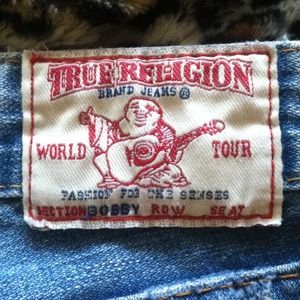 TRUE RELIGION
BRAND JEANS ®
WORLD TOUR
FASHION FOR THE SENSES
SECTION BOBBY ROW SEAT